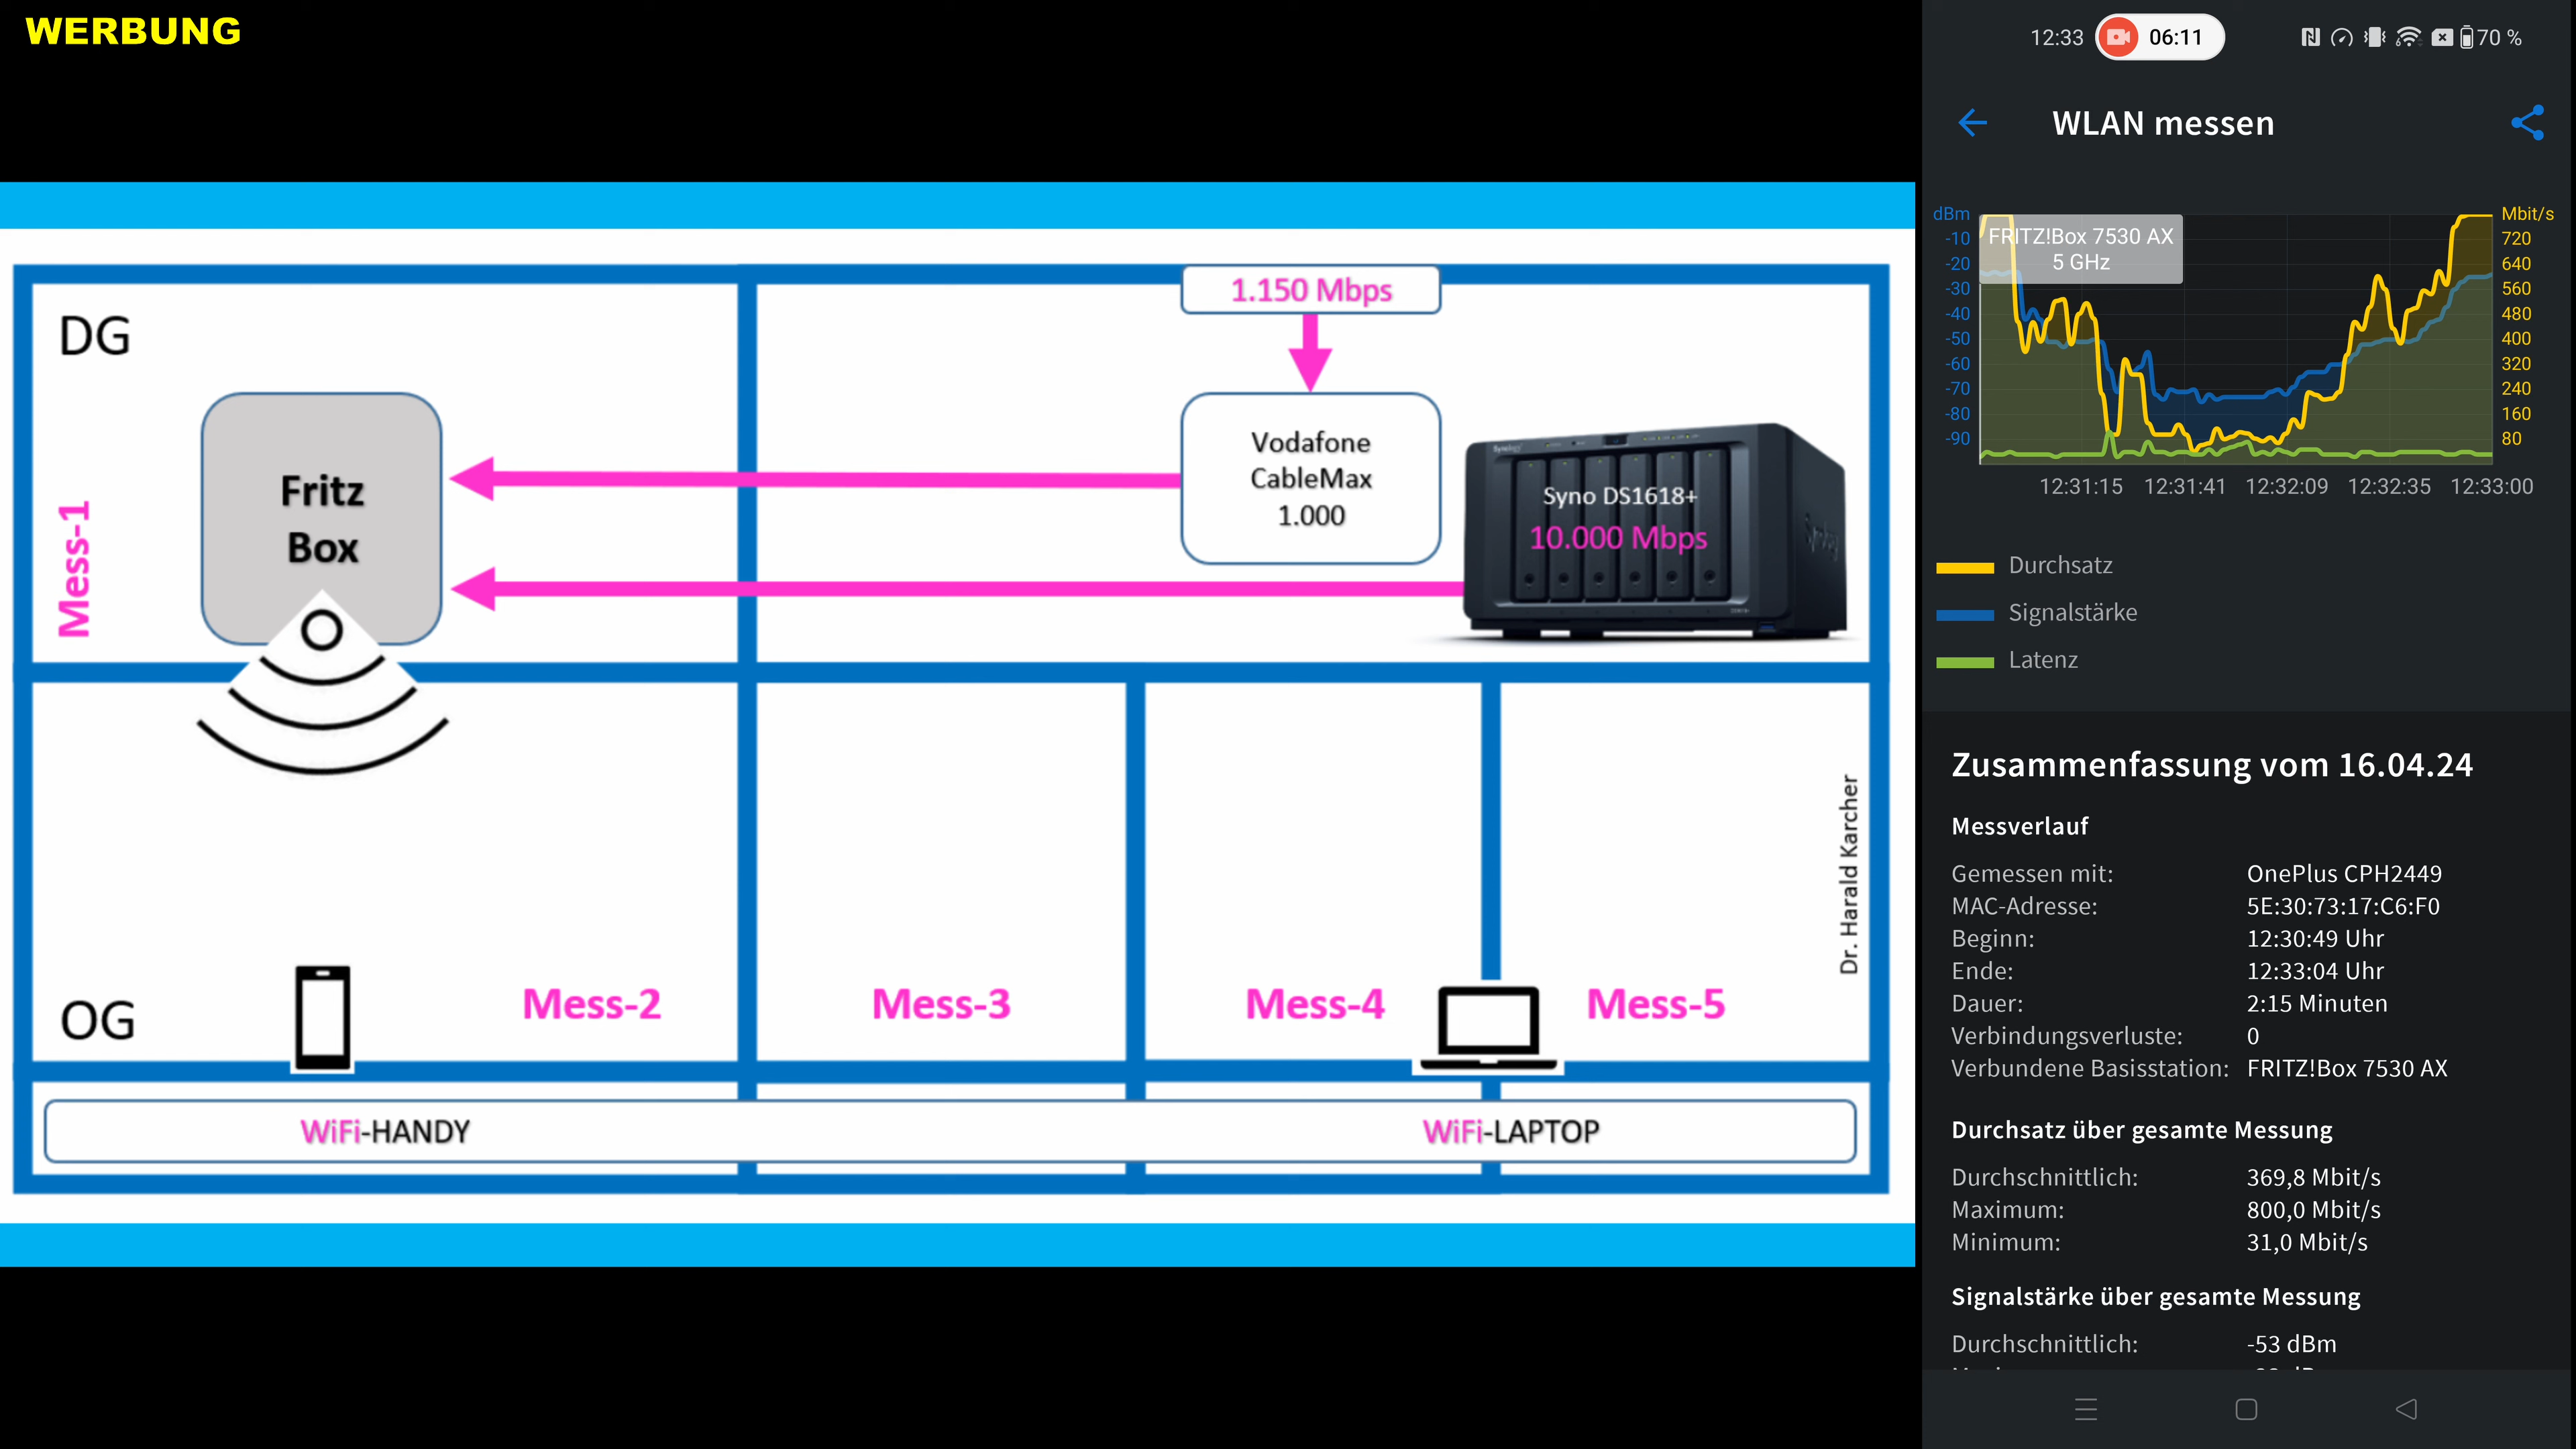 WERBUNG
1.150 Mbps
DG
Vodafone
CableMax
1.000
Fritz
Box
Mess-1
Synology
Syno DS1618+
10.000 Mbps
Dr. Harald Karcher
OG
Mess-2
Mess-3
Mess-4
Mess-5
WiFi-HANDY
WiFi-LAPTOP
12:33
06:11
70 %
WLAN messen
dBm
-10
-20
-30
-40
-50
-60
-70
-80
-90
FRITZ!Box 7530 AX
5 GHz
Mbit/s
720
640
560
480
400
320
240
160
80
12:31:15 12:31:41 12:32:09 12:32:35 12:33:00
Durchsatz
Signalstärke
Latenz
Zusammenfassung vom 16.04.24
Messverlauf
Gemessen mit: OnePlus CPH2449
MAC-Adresse: 5E:30:73:17:C6:F0
Beginn: 12:30:49 Uhr
Ende: 12:33:04 Uhr
Dauer: 2:15 Minuten
Verbindungsverluste: 0
Verbundene Basisstation: FRITZ!Box 7530 AX
Durchsatz über gesamte Messung
Durchschnittlich: 369,8 Mbit/s
Maximum: 800,0 Mbit/s
Minimum: 31,0 Mbit/s
Signalstärke über gesamte Messung
Durchschnittlich: -53 dBm